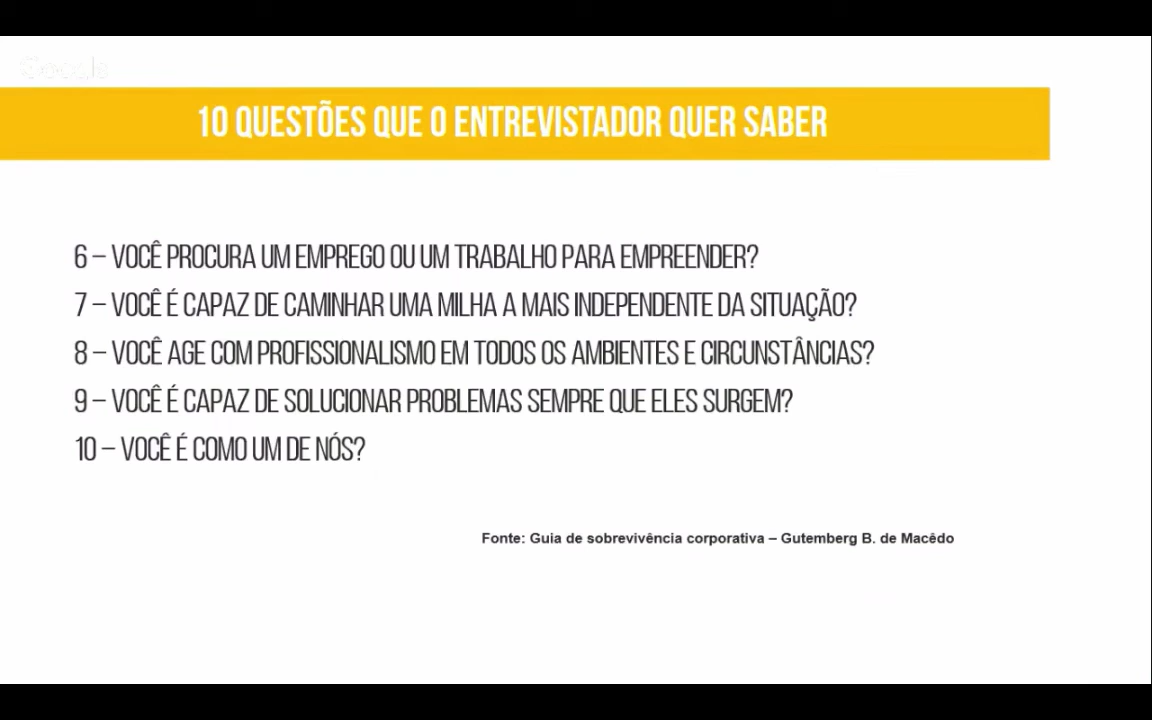 10 QUESTÕES QUE O ENTREVISTADOR QUER SABER
6 – VOCÊ PROCURA UM EMPREGO OU UM TRABALHO PARA EMPREENDER?
7 – VOCÊ É CAPAZ DE CAMINHAR UMA MILHA A MAIS INDEPENDENTE DA SITUAÇÃO?
8 – VOCÊ AGE COM PROFISSIONALISMO EM TODOS OS AMBIENTES E CIRCUNSTÂNCIAS?
9 – VOCÊ É CAPAZ DE SOLUCIONAR PROBLEMAS SEMPRE QUE ELES SURGEM?
10 – VOCÊ É COMO UM DE NÓS?
Fonte: Guia de sobrevivência corporativa – Gutemberg B. de Macêdo